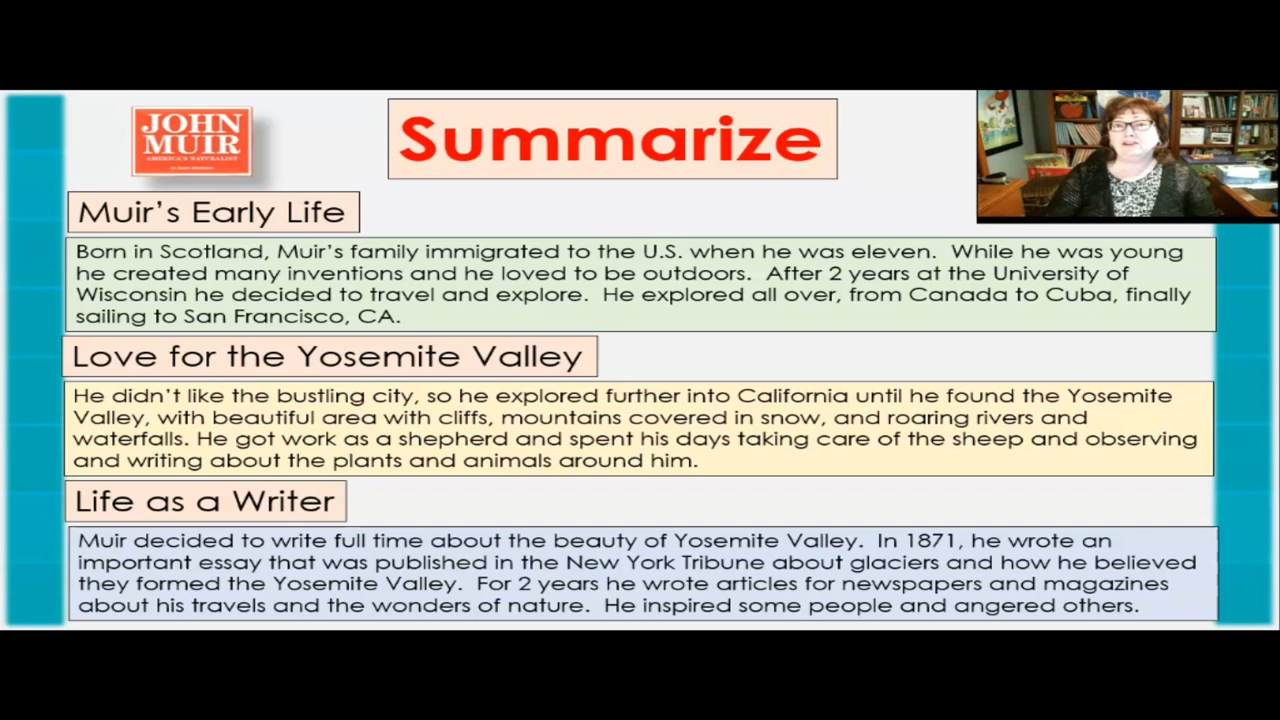 JOHN
MUIR
AMERICA'S NATURALIST
Summarize
KU
Muir's Early Life
Born in Scotland, Muir's family immigrated to the U.S. when he was eleven. While he was young
he created many inventions and he loved to be outdoors. After 2 years at the University of
Wisconsin he decided to travel and explore. He explored all over, from Canada to Cuba, finally
sailing to San Francisco, CA.
Love for the Yosemite Valley
He didn't like the bustling city, so he explored further into California until he found the Yosemite
Valley, with beautiful area with cliffs, mountains covered in snow, and roaring rivers and
waterfalls. He got work as a shepherd and spent his days taking care of the sheep and observing
and writing about the plants and animals around him.
Life as a Writer
Muir decided to write full time about the beauty of Yosemite Valley. In 1871, he wrote an
important essay that was published in the New York Tribune about glaciers and how he believed
they formed the Yosemite Valley. For 2 years he wrote articles for newspapers and magazines
about his travels and the wonders of nature. He inspired some people and angered others.